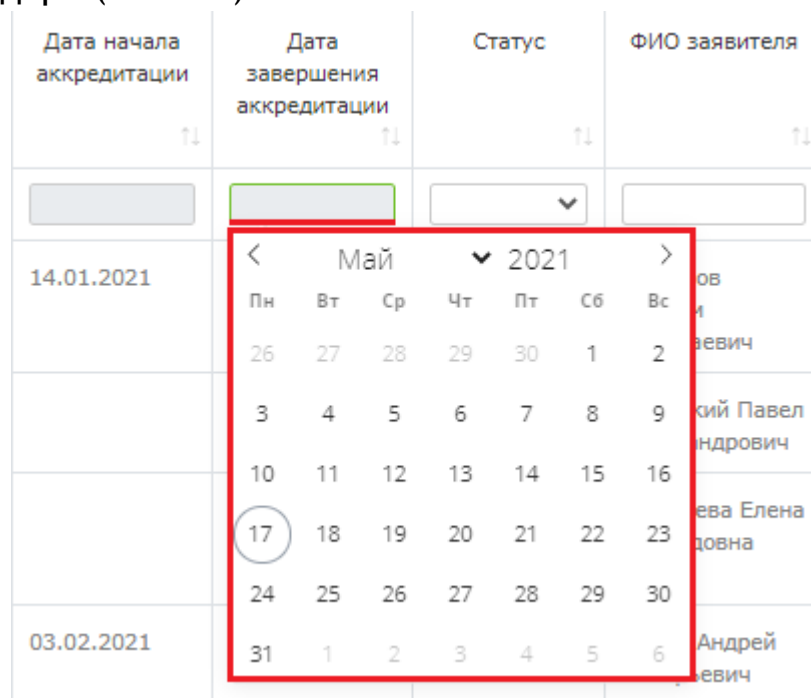 Дата начала
аккредитации
Дата
завершения
аккредитации
Статус
ФИО заявителя
14.01.2021
Май 2021
Пн Вт Ср Чт Пт Сб Вс
26 27 28 29 30 1 2
3 4 5 6 7 8 9
10 11 12 13 14 15 16
17 18 19 20 21 22 23
24 25 26 27 28 29 30
31 1 2 3 4 5 6
Павел
Елена
03.02.2021
Андрей